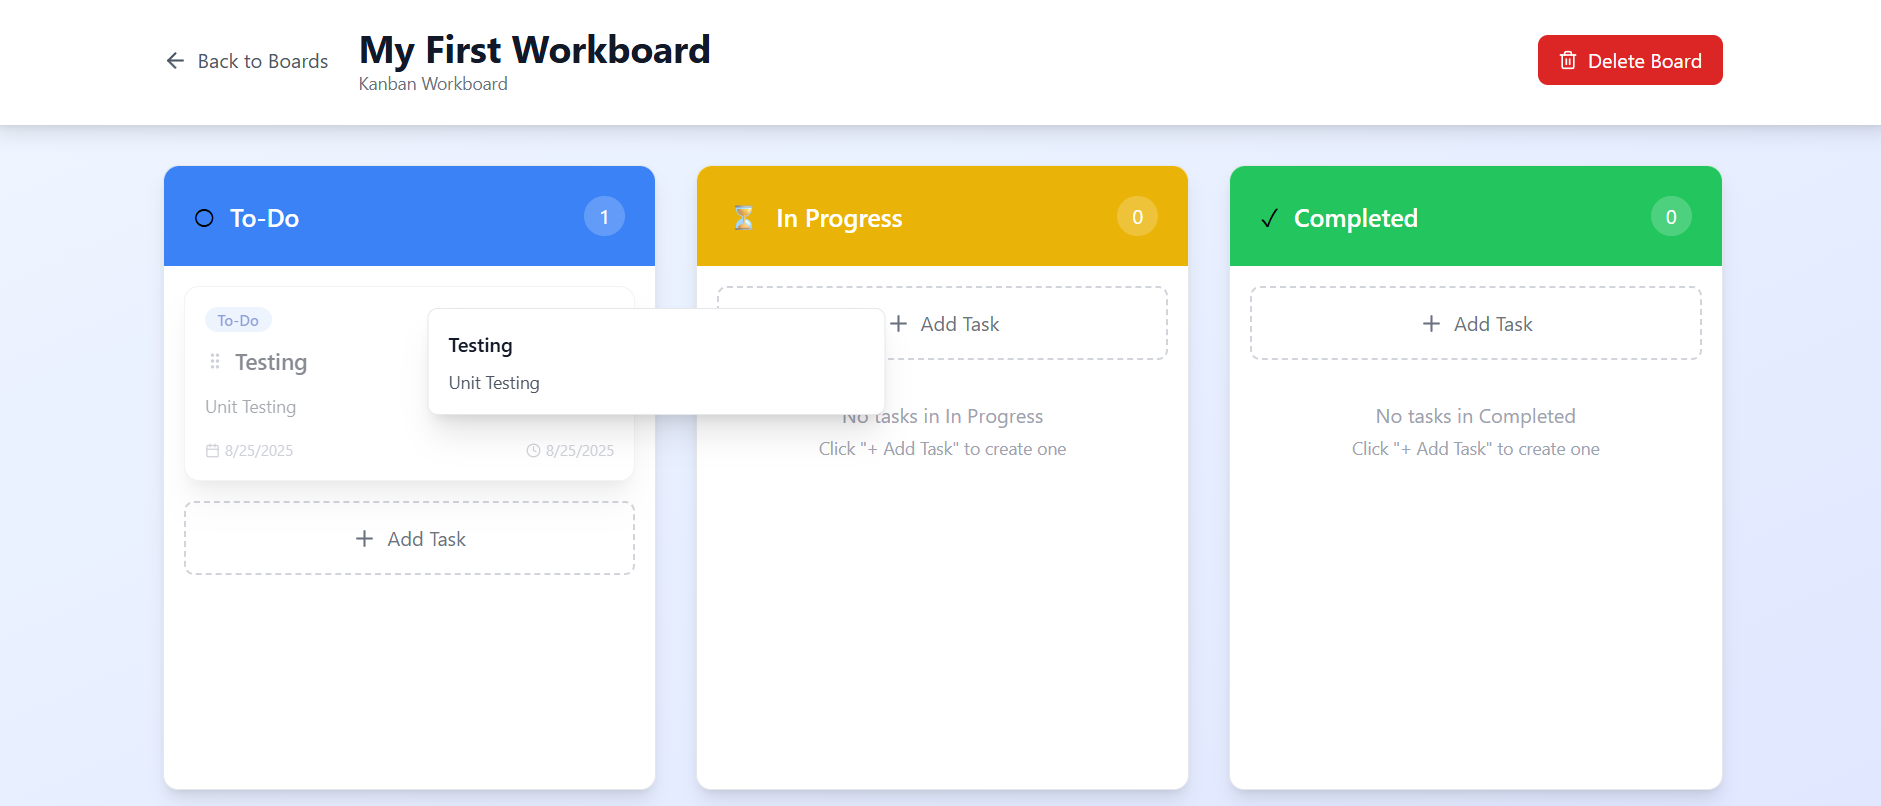 Back to Boards
My First Workboard
Kanban Workboard
Delete Board
To-Do
1
To-Do
Testing
Unit Testing
8/25/2025
8/25/2025
+ Add Task
Testing
Unit Testing
In Progress
0
+ Add Task
No tasks in In Progress
Click "+ Add Task" to create one
✓ Completed
0
+ Add Task
No tasks in Completed
Click "+ Add Task" to create one